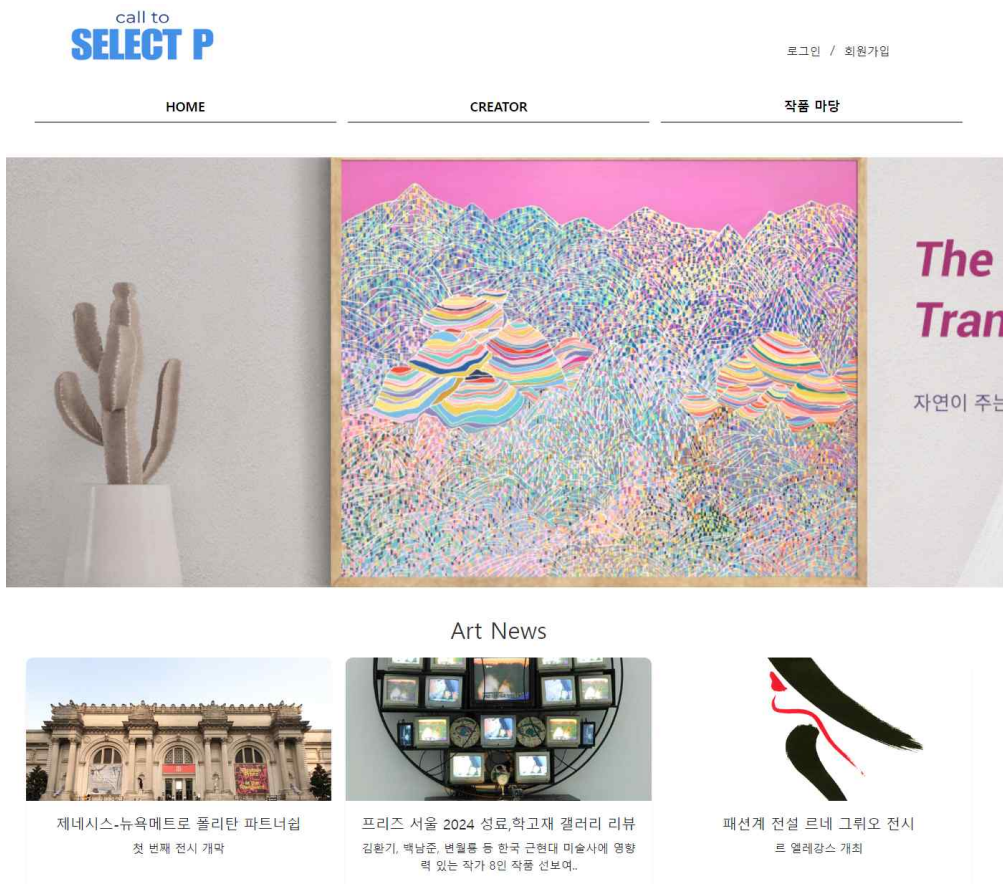 call to
SELECT P
로그인 / 회원가입
HOME
CREATOR
작품 마당
The
Tran
자연이 주는
Art News
제네시스-뉴욕메트로 폴리탄 파트너쉽
첫 번째 전시 개막
프리즈 서울 2024 성료,학고재 갤러리 리뷰
김환기, 백남준, 변월룡 등 한국 근현대 미술사에 영향
력 있는 작가 8인 작품 선보여..
패션계 전설 르네 그뤼오 전시
르 엘레강스 개최